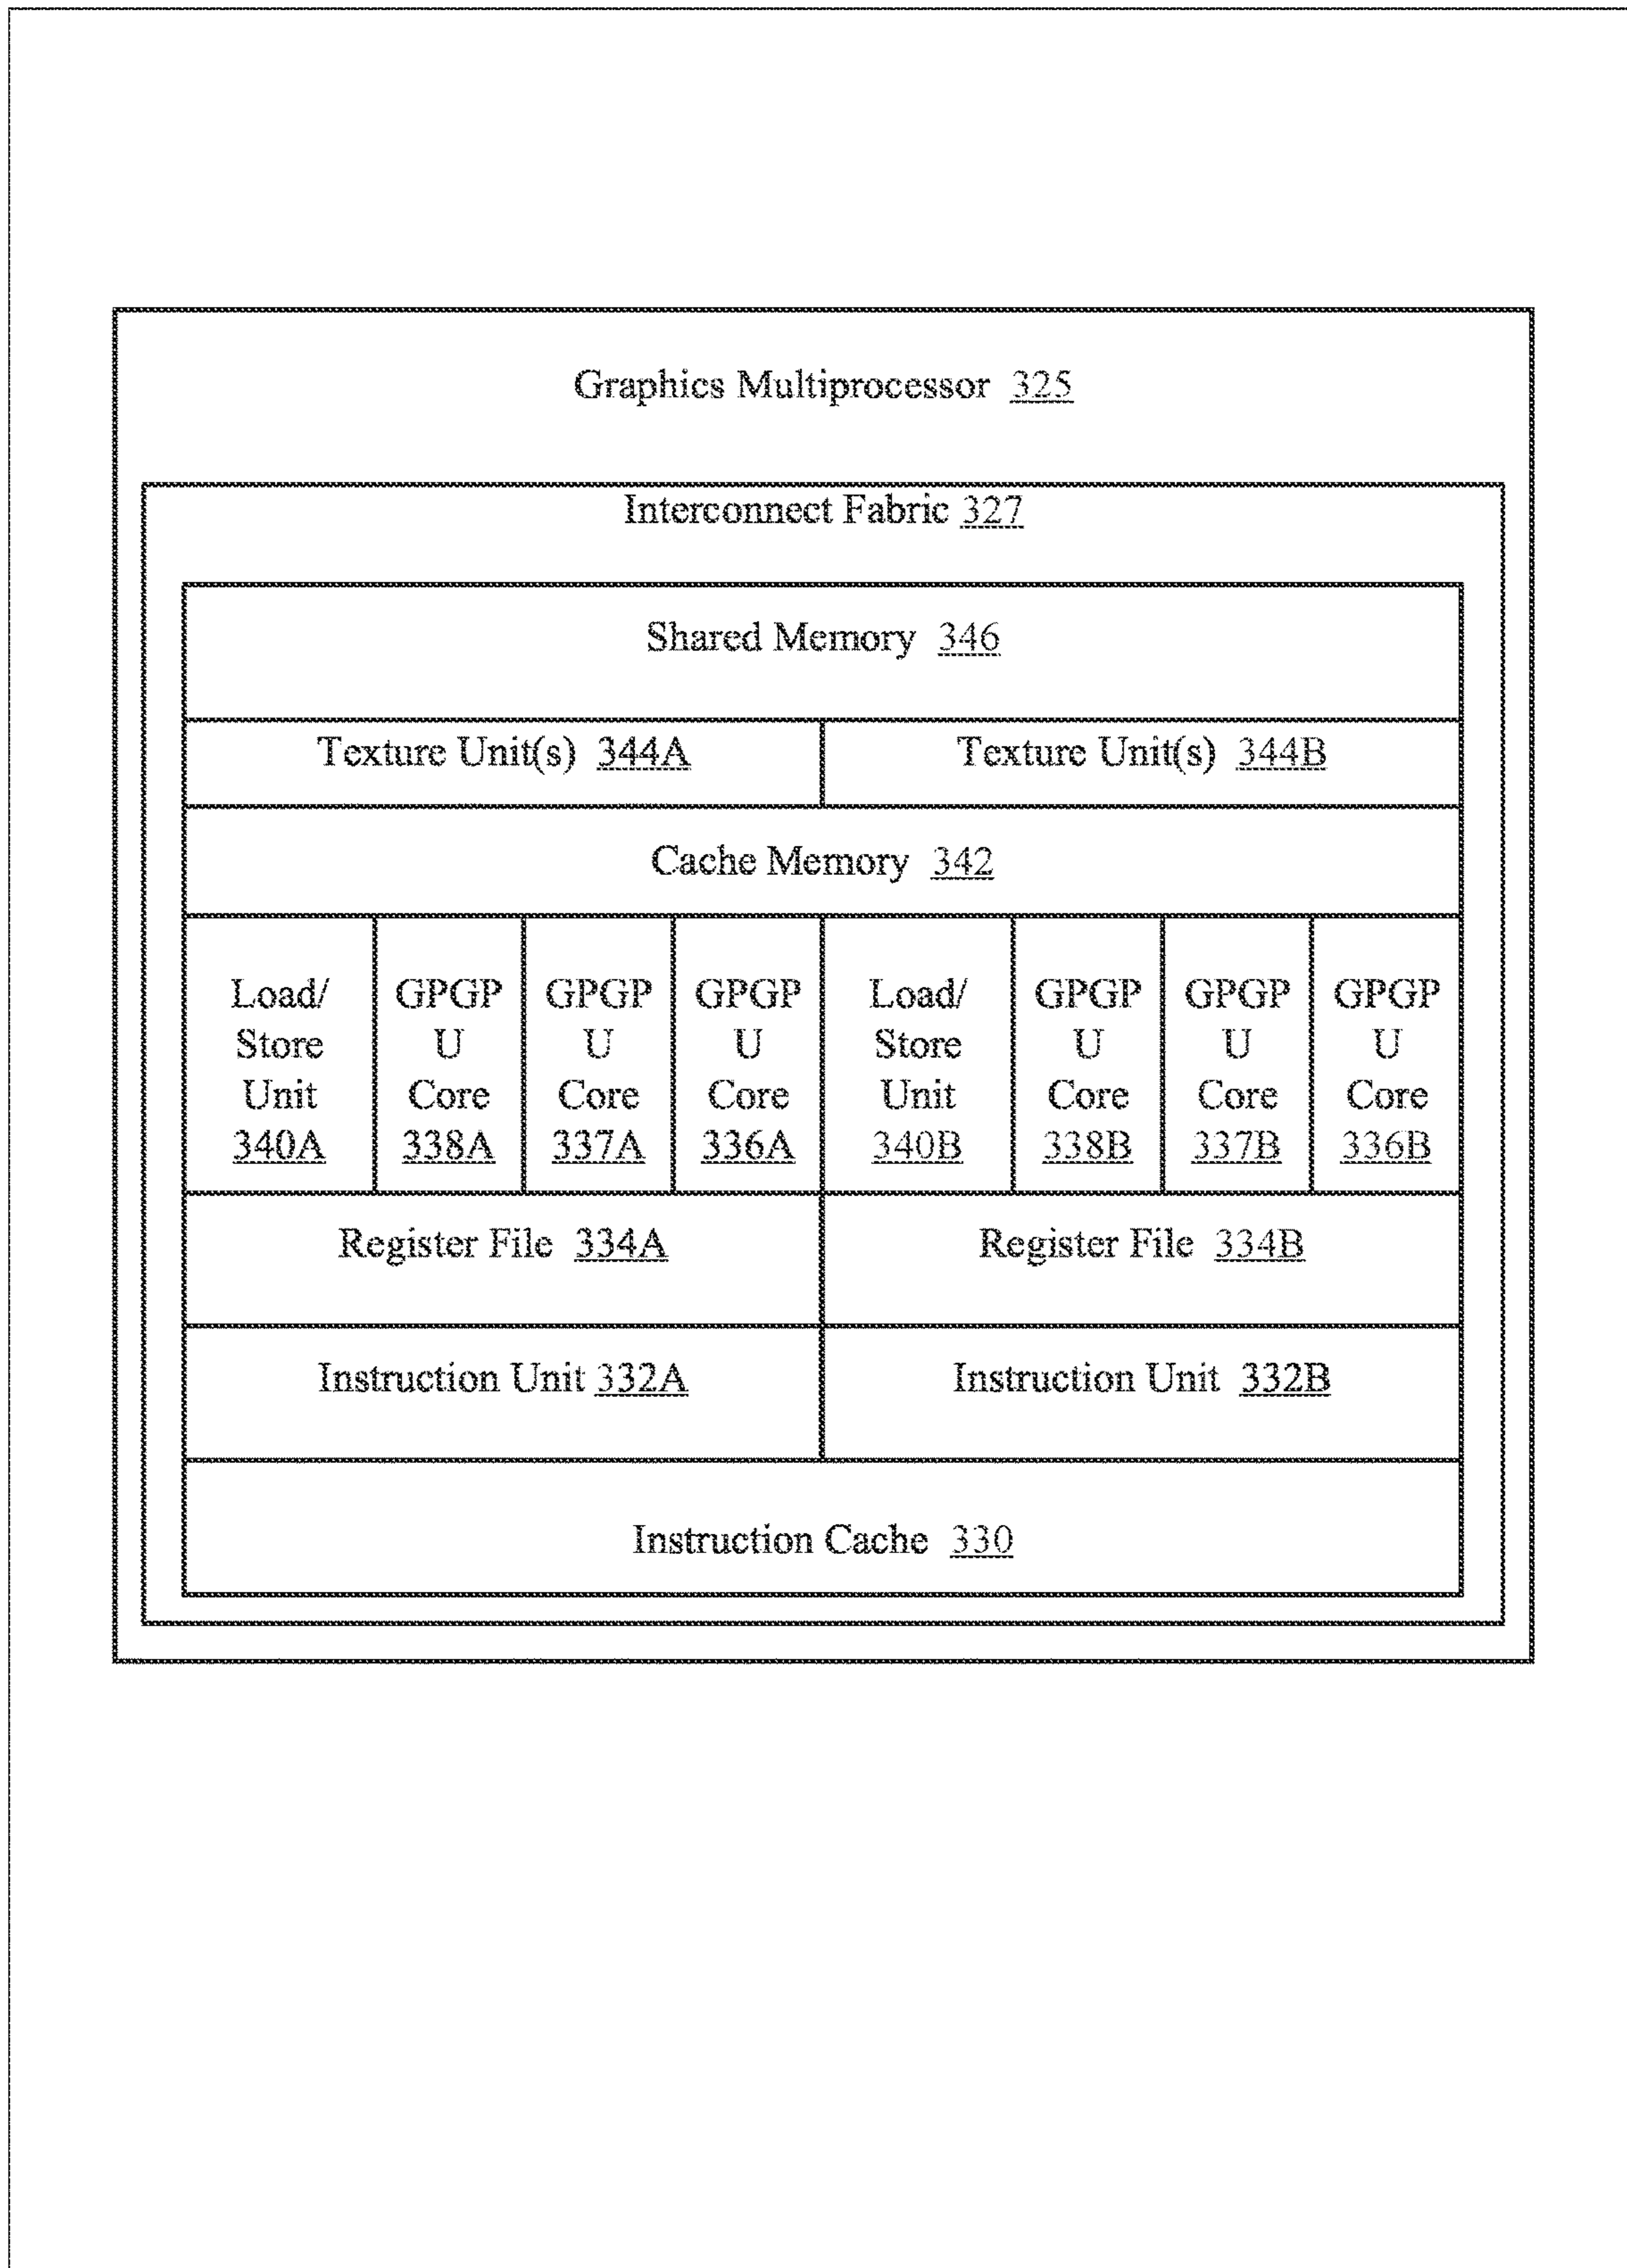 Graphics Multiprocessor 325
Interconnect Fabric 327
Shared Memory 346
Texture Unit(s) 344A
Texture Unit(s) 344B
Cache Memory 342
Load/
Store
Unit
340A
GPGP
U
Core
338A
GPGP
U
Core
337A
GPGP
U
Core
336A
Load/
Store
Unit
340B
GPGP
U
Core
338B
GPGP
U
Core
337B
GPGP
U
Core
336B
Register File 334A
Register File 334B
Instruction Unit 332A
Instruction Unit 332B
Instruction Cache 330